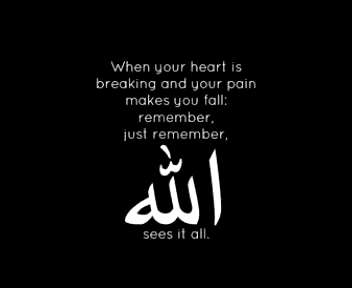 When your heart is
breaking and your pain
makes you fall:
remember,
just remember,
الله
sees it all.